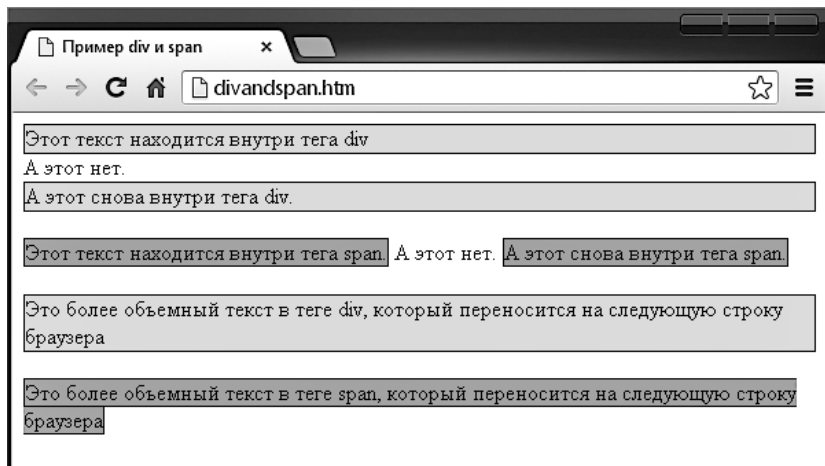 Пример div и span
divandspan.htm
Этот текст находится внутри тега div
А этот нет.
А этот снова внутри тега div.
Этот текст находится внутри тега span. А этот нет. А этот снова внутри тега span.
Это более объемный текст в теге div, который переносится на следующую строку
браузера
Это более объемный текст в теге span, который переносится на следующую строку
браузера